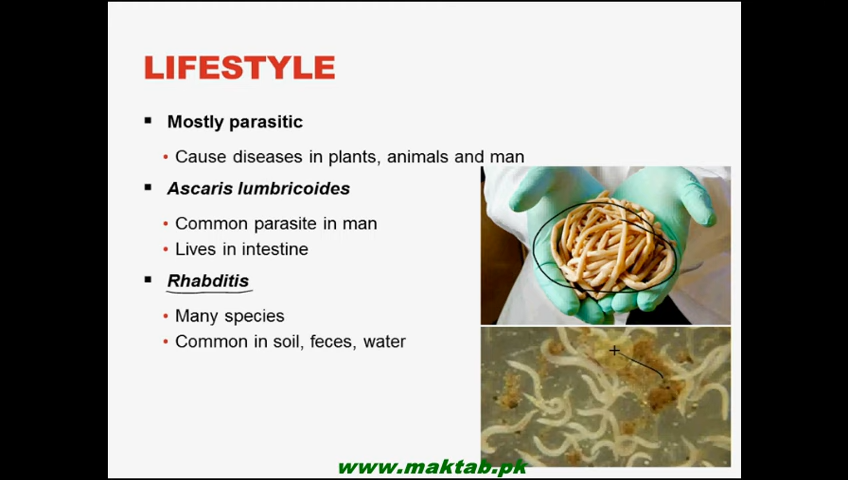 LIFESTYLE
Mostly parasitic
Cause diseases in plants, animals and man
Ascaris lumbricoides
Common parasite in man
Lives in intestine
Rhabditis
Many species
Common in soil, feces, water
www.maktab.pk